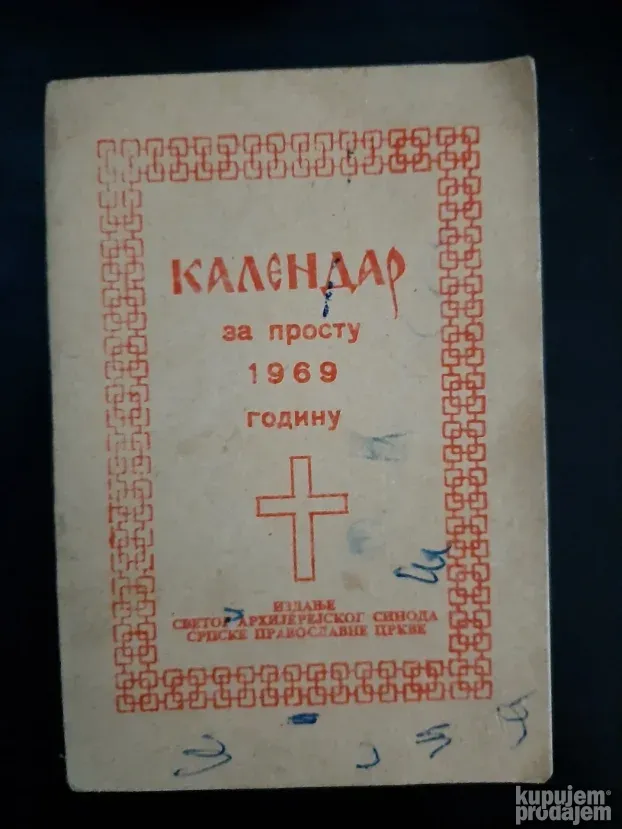 КАЛЕНДАР
за просту
1969
годину
ИЗДАЊЕ
СВЕТОГ АРХИЈЕРЕЈСКОГ СИНОДА
СРПСКЕ ПРАВОСЛАВНЕ ЦРКВЕ
kupujem
prodajem